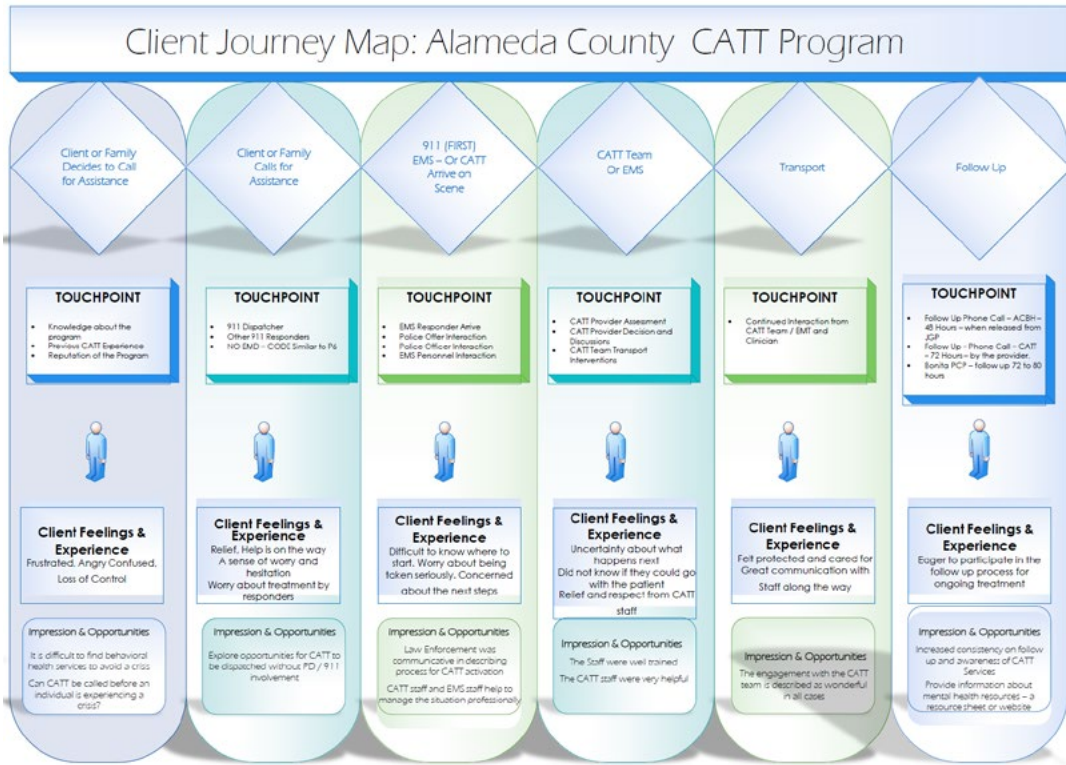 Client Journey Map: Alameda County CATT Program
Client or Family
Decides to Call
for Assistance
Client or Family
Calls for
Assistance
911 (FIRST)
EMS – Or CATT
Arrive on
Scene
CATT Team
Or EMS
Transport
Follow Up
TOUCHPOINT
• Knowledge about the
program
• Previous CATT Experience
• Reputation of the Program
TOUCHPOINT
• 911 Dispatcher
• Other 911 Responders
• NO EMD – CODE Similar to P6
TOUCHPOINT
• EMS Responder Arrive
• Police Offer Interaction
• Police Officer Interaction
• EMS Personnel Interaction
TOUCHPOINT
• CATT Provider Assessment
• CATT Provider Decision and
Discussions
• CATT Team Transport
Interventions
TOUCHPOINT
• Continued Interaction from
CATT Team / EMT and
Clinician
TOUCHPOINT
• Follow Up Phone Call – ACBH –
48 Hours – when released from
JGP
• Follow Up - Phone Call - CATT
– 72 Hours – by the provider.
• Bonita PCP – follow up 72 to 80
hours
Client Feelings &
Experience
Frustrated, Angry Confused,
Loss of Control
Client Feelings &
Experience
Relief, Help is on the way
A sense of worry and
hesitation
Worry about treatment by
responders
Client Feelings &
Experience
Difficult to know where to
start. Worry about being
taken seriously. Concerned
about the next steps
Client Feelings &
Experience
Uncertainty about what
happens next
Did not know if they could go
with the patient
Relief and respect from CATT
staff
Client Feelings &
Experience
Felt protected and cared for
Great communication with
Staff along the way
Client Feelings &
Experience
Eager to participate in the
follow up process for
ongoing treatment
Impression & Opportunities
It is difficult to find behavioral
health services to avoid a crisis
Can CATT be called before an
individual is experiencing a
crisis?
Impression & Opportunities
Explore opportunities for CATT to
be dispatched without PD / 911
involvement
Impression & Opportunities
Law Enforcement was
communicative in describing
process for CATT activation
CATT staff and EMS staff help to
manage the situation professionally
Impression & Opportunities
The Staff were well trained
The CATT staff were very helpful
Impression & Opportunities
The engagement with the CATT
team is described as wonderful
in all cases
Impression & Opportunities
Increased consistency on follow
up and awareness of CATT
Services
Provide information about
mental health resources – a
resource sheet or website